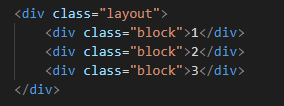 <div class="layout">
    <div class="block">1</div>
    <div class="block">2</div>
    <div class="block">3</div>
</div>